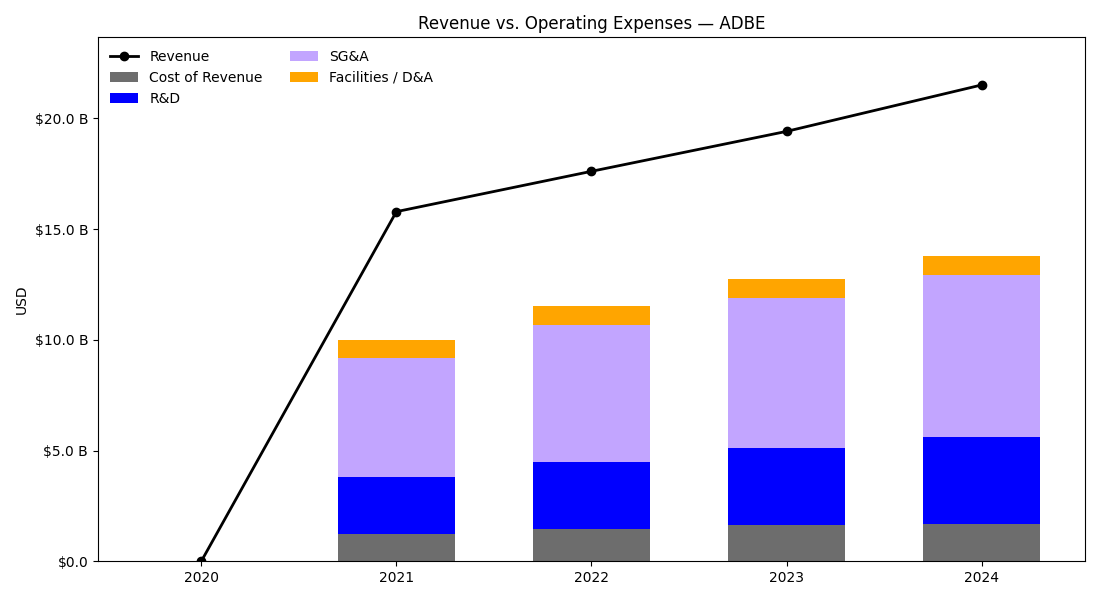 Revenue vs. Operating Expenses — ADBE
Revenue
Cost of Revenue
R&D
SG&A
Facilities / D&A
USD
$20.0 B
$15.0 B
$10.0 B
$5.0 B
$0.0
2020 2021 2022 2023 2024